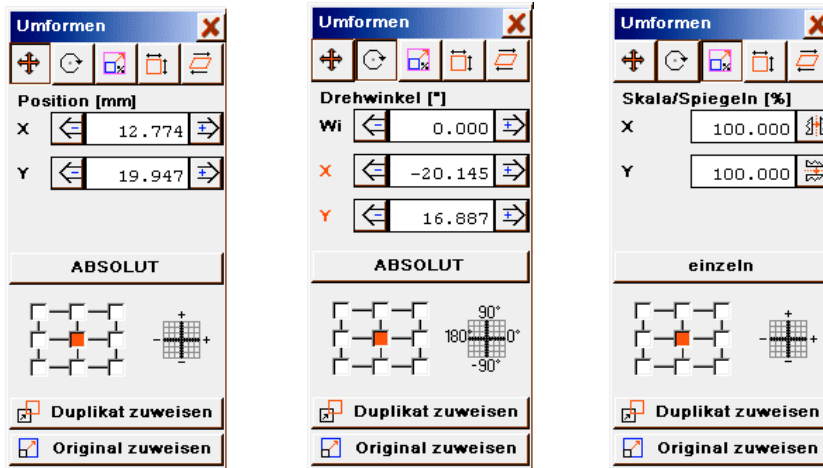 Umformen
Position [mm]
X 12.774
Y 19.947
ABSOLUT
+
- +
-
Duplikat zuweisen
Original zuweisen
Umformen
Drehwinkel [°]
Wi 0.000
X -20.145
Y 16.887
ABSOLUT
90°
180° 0°
-90°
Duplikat zuweisen
Original zuweisen
Umformen
Skala/Spiegeln [%]
X 100.000
Y 100.000
einzeln
+
- +
-
Duplikat zuweisen
Original zuweisen